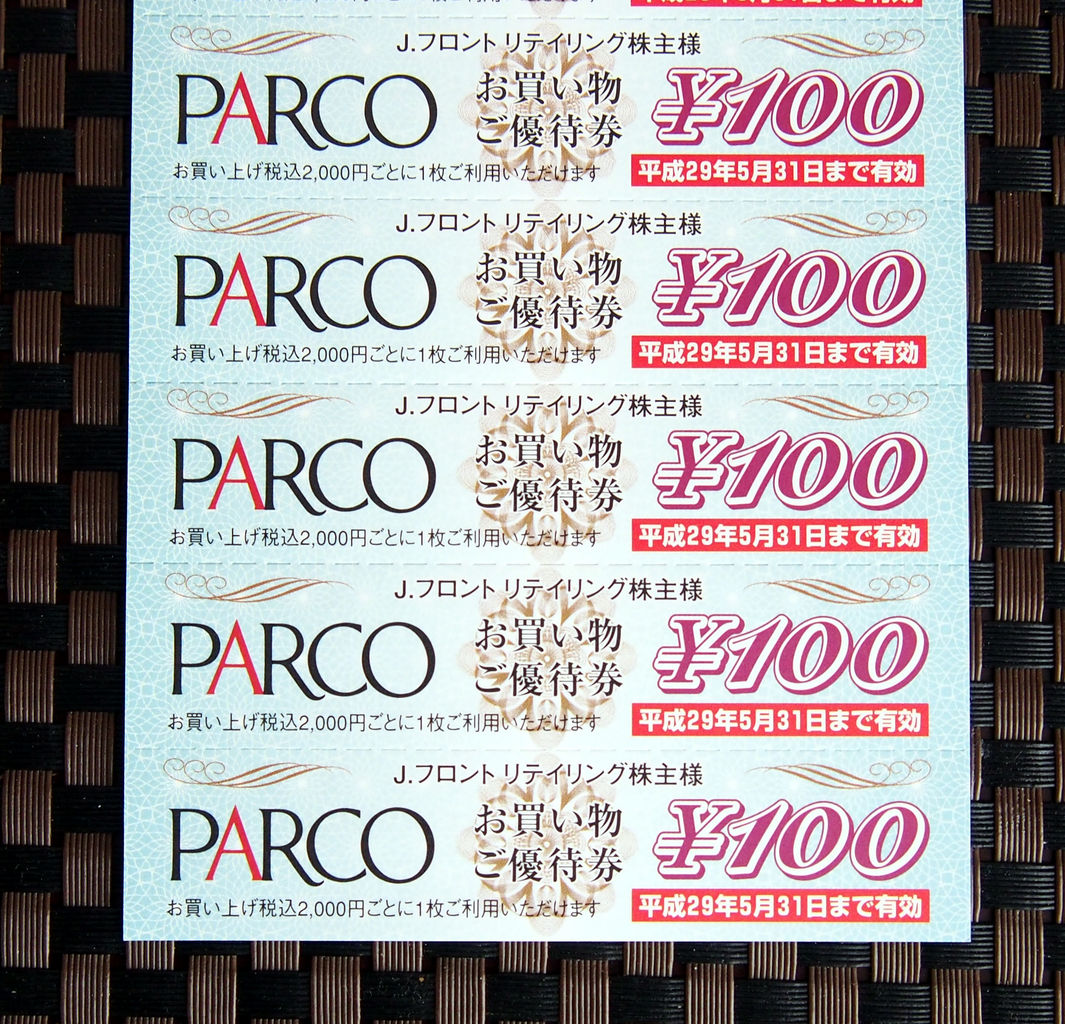 J.フロント リテイリング株主様
PARCO
お買い物
ご優待券
¥100
お買い上げ税込2,000円ごとに1枚ご利用いただけます
平成29年5月31日まで有効
J.フロント リテイリング株主様
PARCO
お買い物
ご優待券
¥100
お買い上げ税込2,000円ごとに1枚ご利用いただけます
平成29年5月31日まで有効
J.フロント リテイリング株主様
PARCO
お買い物
ご優待券
¥100
お買い上げ税込2,000円ごとに1枚ご利用いただけます
平成29年5月31日まで有効
J.フロント リテイリング株主様
PARCO
お買い物
ご優待券
¥100
お買い上げ税込2,000円ごとに1枚ご利用いただけます
平成29年5月31日まで有効
J.フロント リテイリング株主様
PARCO
お買い物
ご優待券
¥100
お買い上げ税込2,000円ごとに1枚ご利用いただけます
平成29年5月31日まで有効